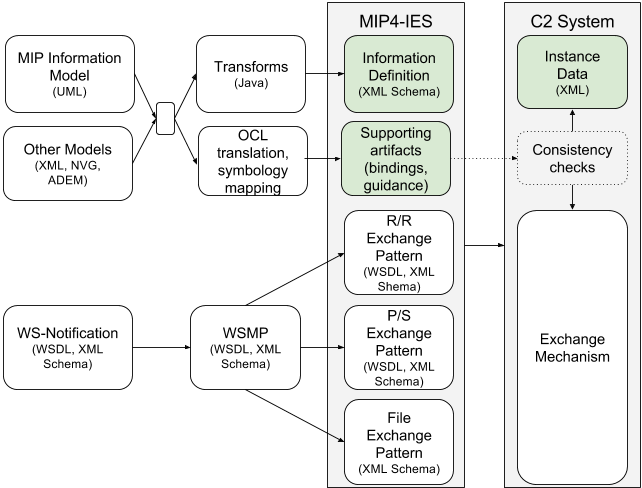 MIP4-IES
C2 System
MIP Information
Model
(UML)
Transforms
(Java)
Information
Definition
(XML Schema)
Instance
Data
(XML)
Other Models
(XML, NVG,
ADEM)
OCL
translation,
symbology
mapping
Supporting
artifacts
(bindings,
guidance)
Consistency
checks
R/R
Exchange
Pattern
(WSDL, XML
Shema)
WS-Notification
(WSDL, XML
Schema)
WSMP
(WSDL, XML
Schema)
P/S
Exchange
Pattern
(WSDL, XML
Schema)
Exchange
Mechanism
File
Exchange
Pattern
(XML Schema)